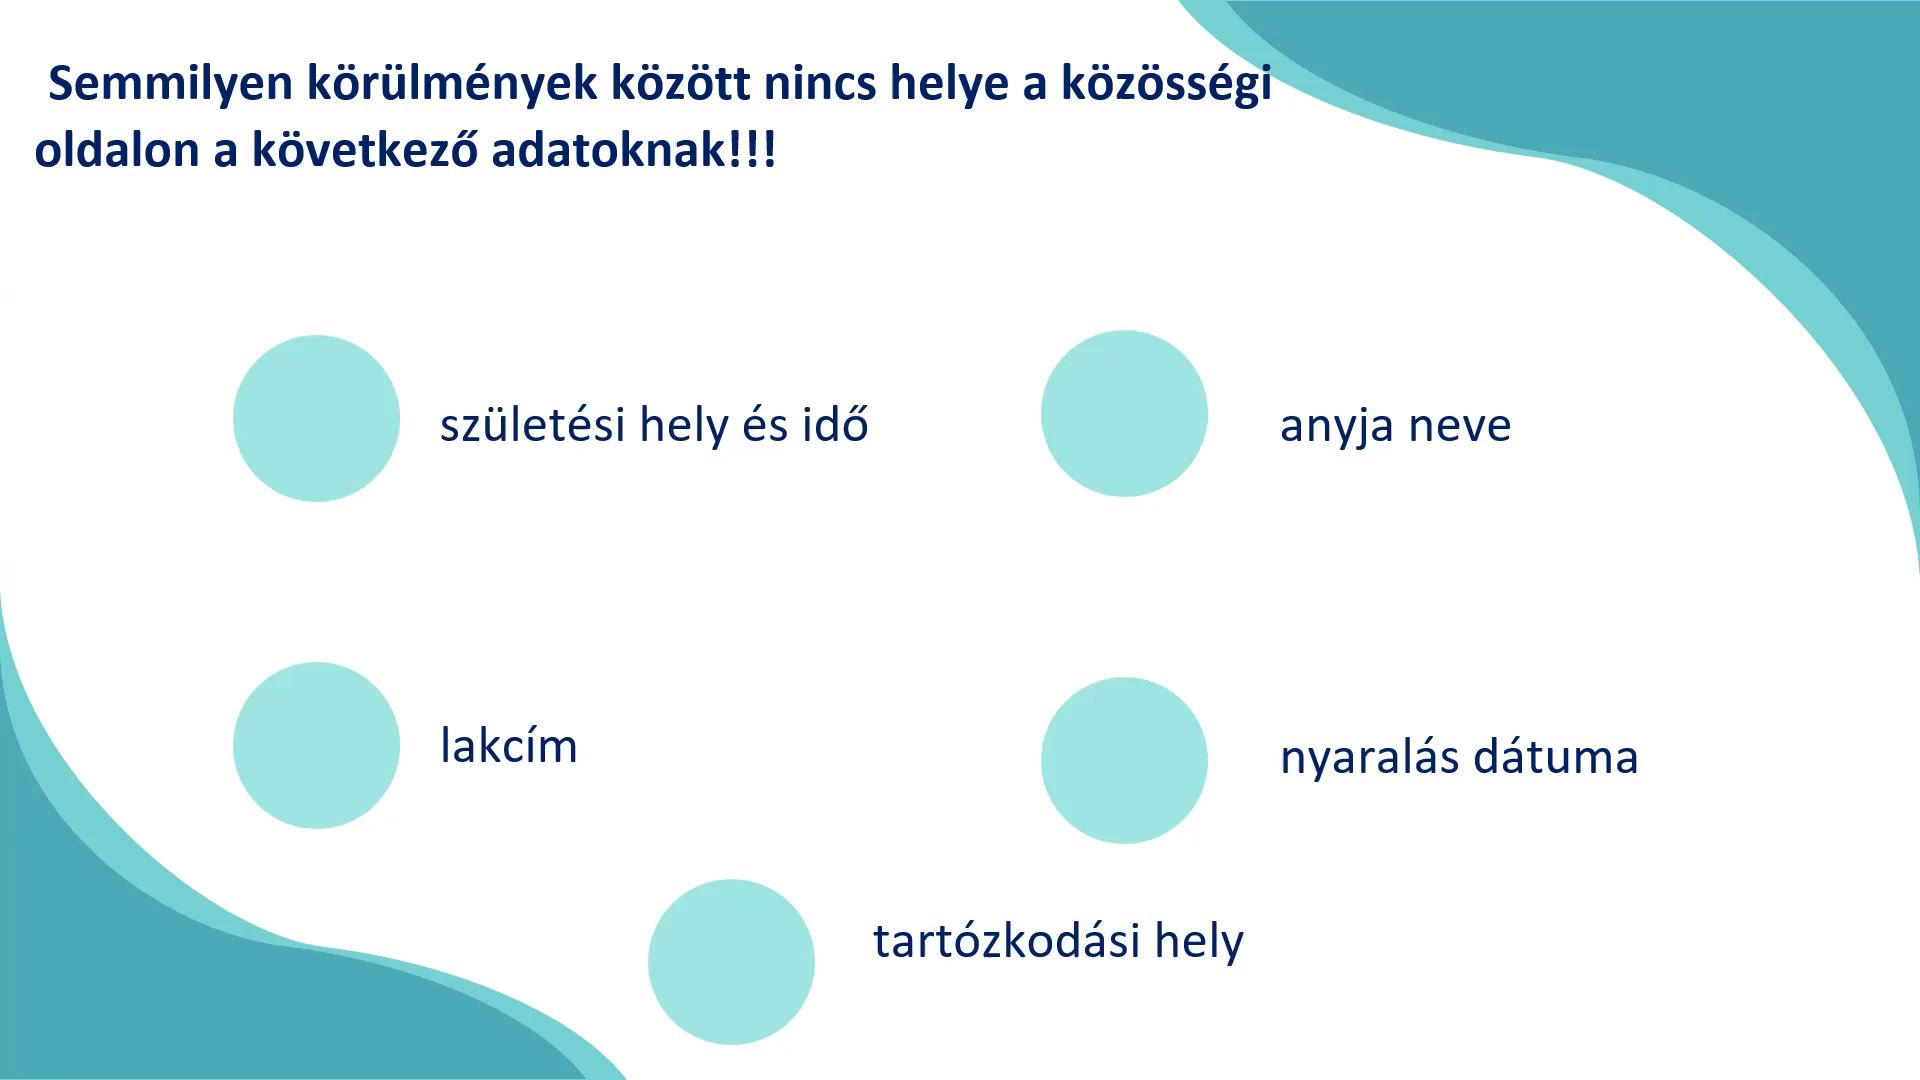 Semmilyen körülmények között nincs helye a közösségi
oldalon a következő adatoknak!!!
születési hely és idő
anyja neve
lakcím
nyaralás dátuma
tartózkodási hely